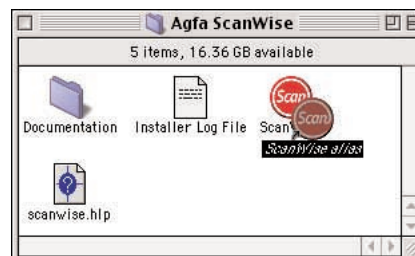 Agfa ScanWise
5 items, 16.36 GB available
Scan
Scan
Documentation
Installer Log File
Scan
ScanWise alias
scanwise.hlp